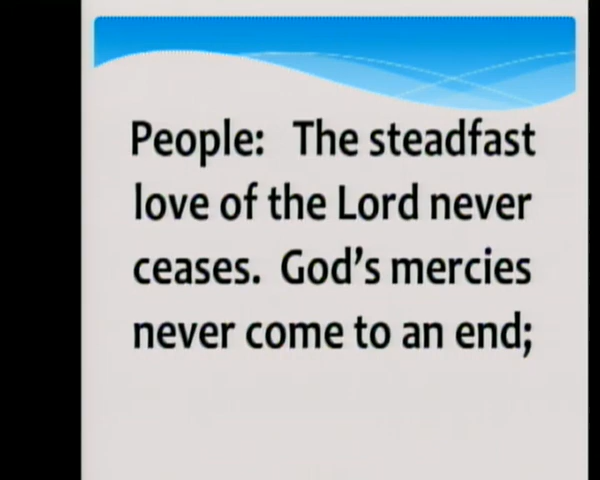 People: The steadfast
love of the Lord never
ceases. God's mercies
never come to an end;